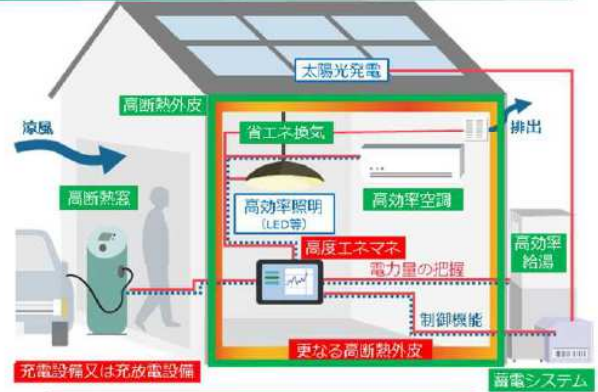 太陽光発電
高断熱外皮
涼風
省エネ換気
排出
高断熱窓
高効率照明
(LED等)
高効率空調
高度エネマネ
電力量の把握
高効率
給湯
制御機能
更なる高断熱外皮
充電設備又は充放電設備
蓄電システム